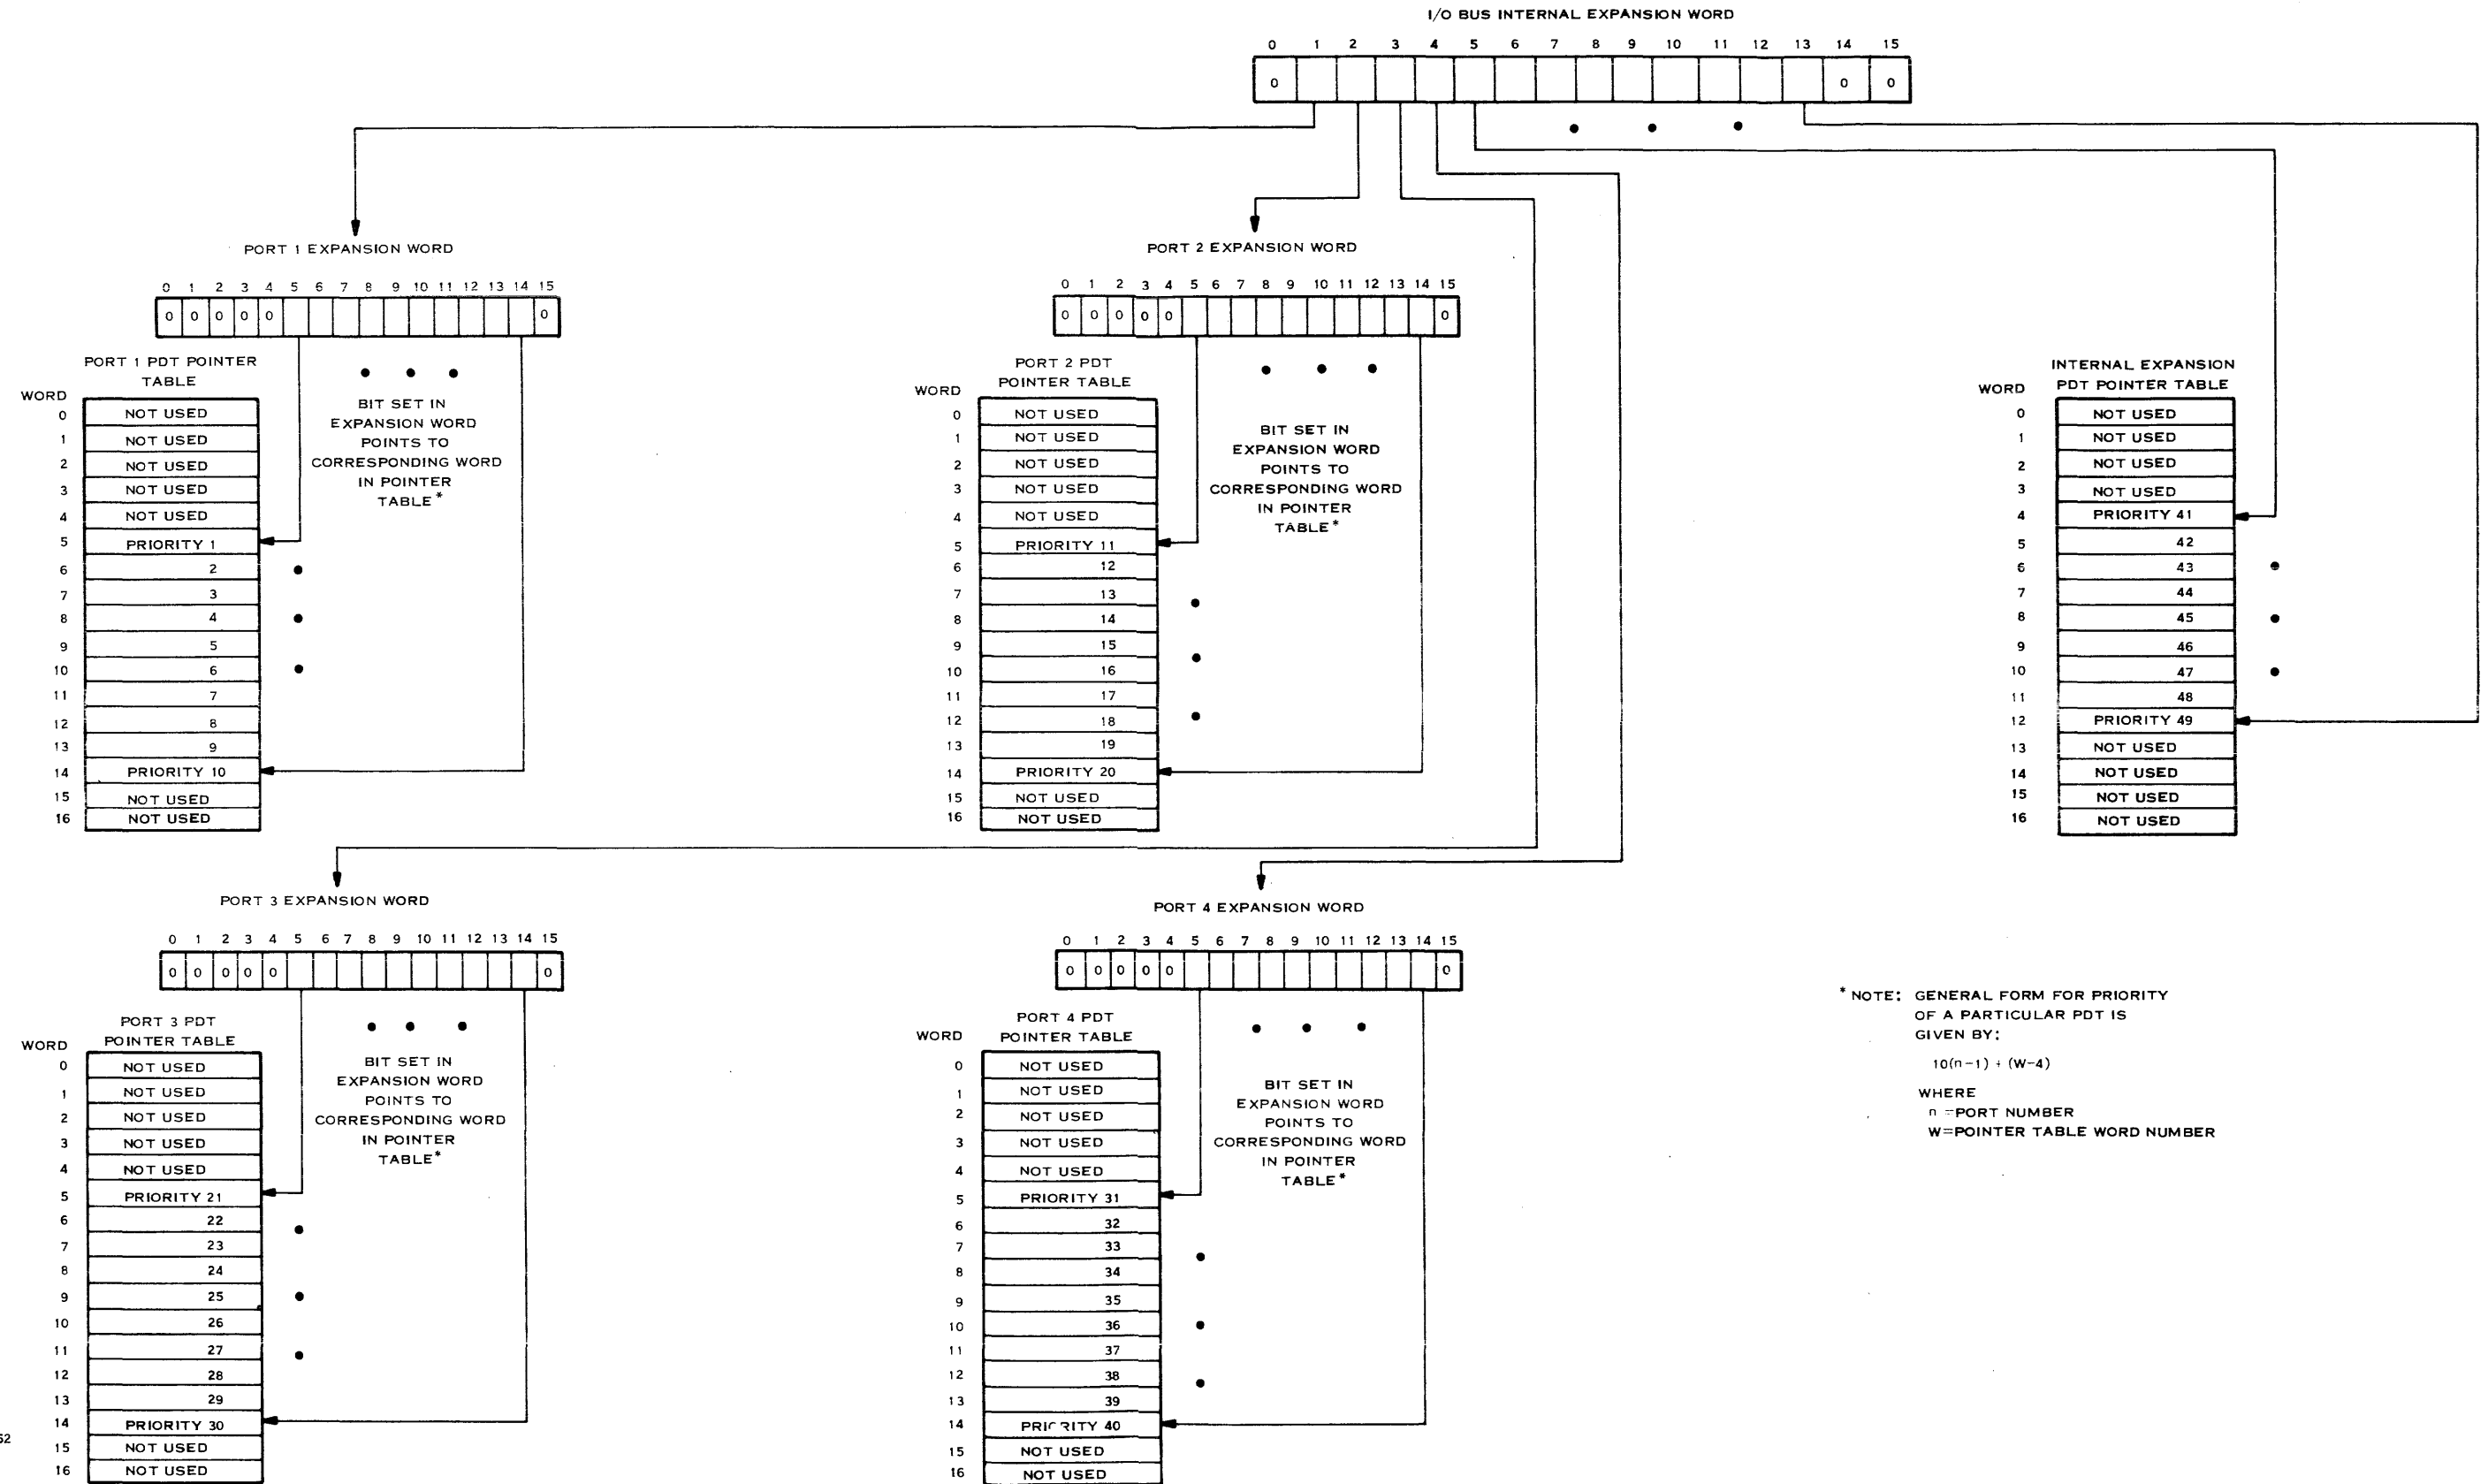 I/O BUS INTERNAL EXPANSION WORD
0 1 2 3 4 5 6 7 8 9 10 11 12 13 14 15
0 0 0
PORT 1 EXPANSION WORD
0 1 2 3 4 5 6 7 8 9 10 11 12 13 14 15
0 0 0 0 0 0
PORT 1 PDT POINTER
TABLE
WORD
0 NOT USED
1 NOT USED
2 NOT USED
3 NOT USED
4 NOT USED
5 PRIORITY 1
6 2
7 3
8 4
9 5
10 6
11 7
12 8
13 9
14 PRIORITY 10
15 NOT USED
16 NOT USED
BIT SET IN
EXPANSION WORD
POINTS TO
CORRESPONDING WORD
IN POINTER
TABLE*
PORT 2 EXPANSION WORD
0 1 2 3 4 5 6 7 8 9 10 11 12 13 14 15
0 0 0 0 0 0
PORT 2 PDT
POINTER TABLE
WORD
0 NOT USED
1 NOT USED
2 NOT USED
3 NOT USED
4 NOT USED
5 PRIORITY 11
6 12
7 13
8 14
9 15
10 16
11 17
12 18
13 19
14 PRIORITY 20
15 NOT USED
16 NOT USED
BIT SET IN
EXPANSION WORD
POINTS TO
CORRESPONDING WORD
IN POINTER
TABLE*
INTERNAL EXPANSION
PDT POINTER TABLE
WORD
0 NOT USED
1 NOT USED
2 NOT USED
3 NOT USED
4 PRIORITY 41
5 42
6 43
7 44
8 45
9 46
10 47
11 48
12 PRIORITY 49
13 NOT USED
14 NOT USED
15 NOT USED
16 NOT USED
PORT 3 EXPANSION WORD
0 1 2 3 4 5 6 7 8 9 10 11 12 13 14 15
0 0 0 0 0 0
PORT 3 PDT
POINTER TABLE
WORD
0 NOT USED
1 NOT USED
2 NOT USED
3 NOT USED
4 NOT USED
5 PRIORITY 21
6 22
7 23
8 24
9 25
10 26
11 27
12 28
13 29
14 PRIORITY 30
15 NOT USED
16 NOT USED
BIT SET IN
EXPANSION WORD
POINTS TO
CORRESPONDING WORD
IN POINTER
TABLE*
PORT 4 EXPANSION WORD
0 1 2 3 4 5 6 7 8 9 10 11 12 13 14 15
0 0 0 0 0 0
PORT 4 PDT
POINTER TABLE
WORD
0 NOT USED
1 NOT USED
2 NOT USED
3 NOT USED
4 NOT USED
5 PRIORITY 31
6 32
7 33
8 34
9 35
10 36
11 37
12 38
13 39
14 PRIORITY 40
15 NOT USED
16 NOT USED
BIT SET IN
EXPANSION WORD
POINTS TO
CORRESPONDING WORD
IN POINTER
TABLE*
* NOTE: GENERAL FORM FOR PRIORITY
OF A PARTICULAR PDT IS
GIVEN BY:
10(n-1) + (W-4)
WHERE
n =PORT NUMBER
W=POINTER TABLE WORD NUMBER